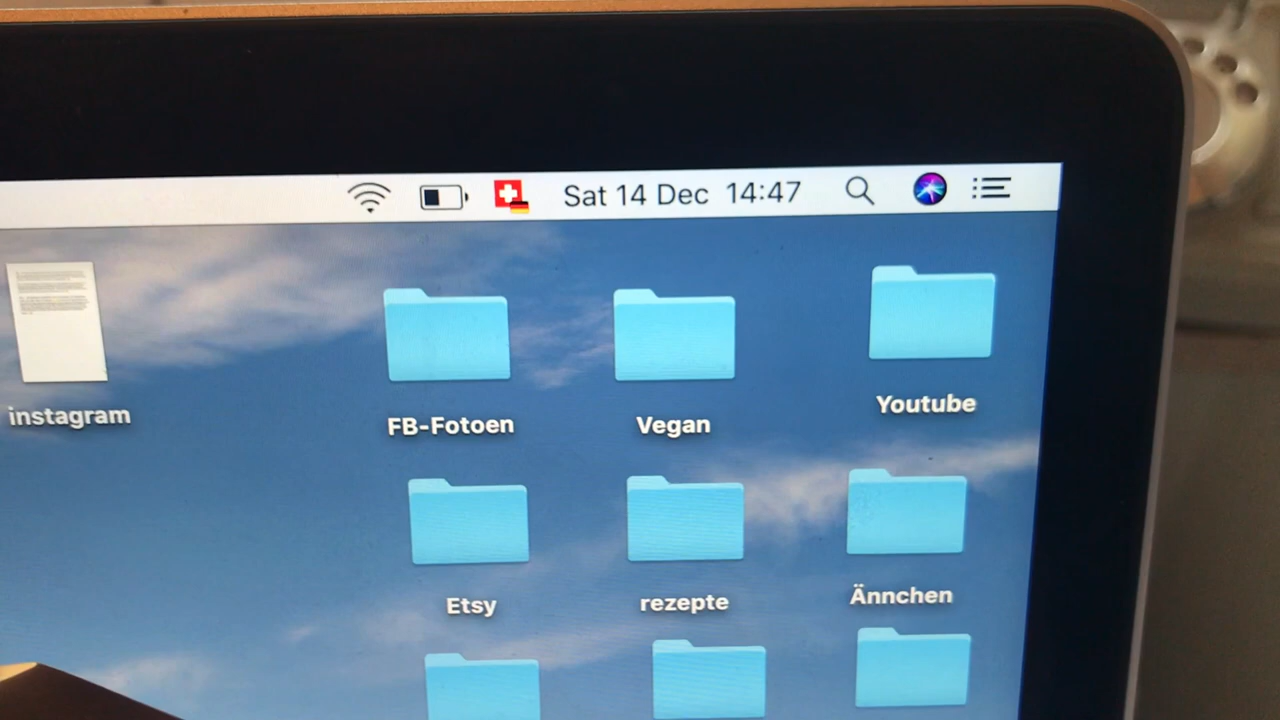 Sat 14 Dec 14:47
instagram
FB-Fotoen
Vegan
Youtube
Etsy
rezepte
Ännchen